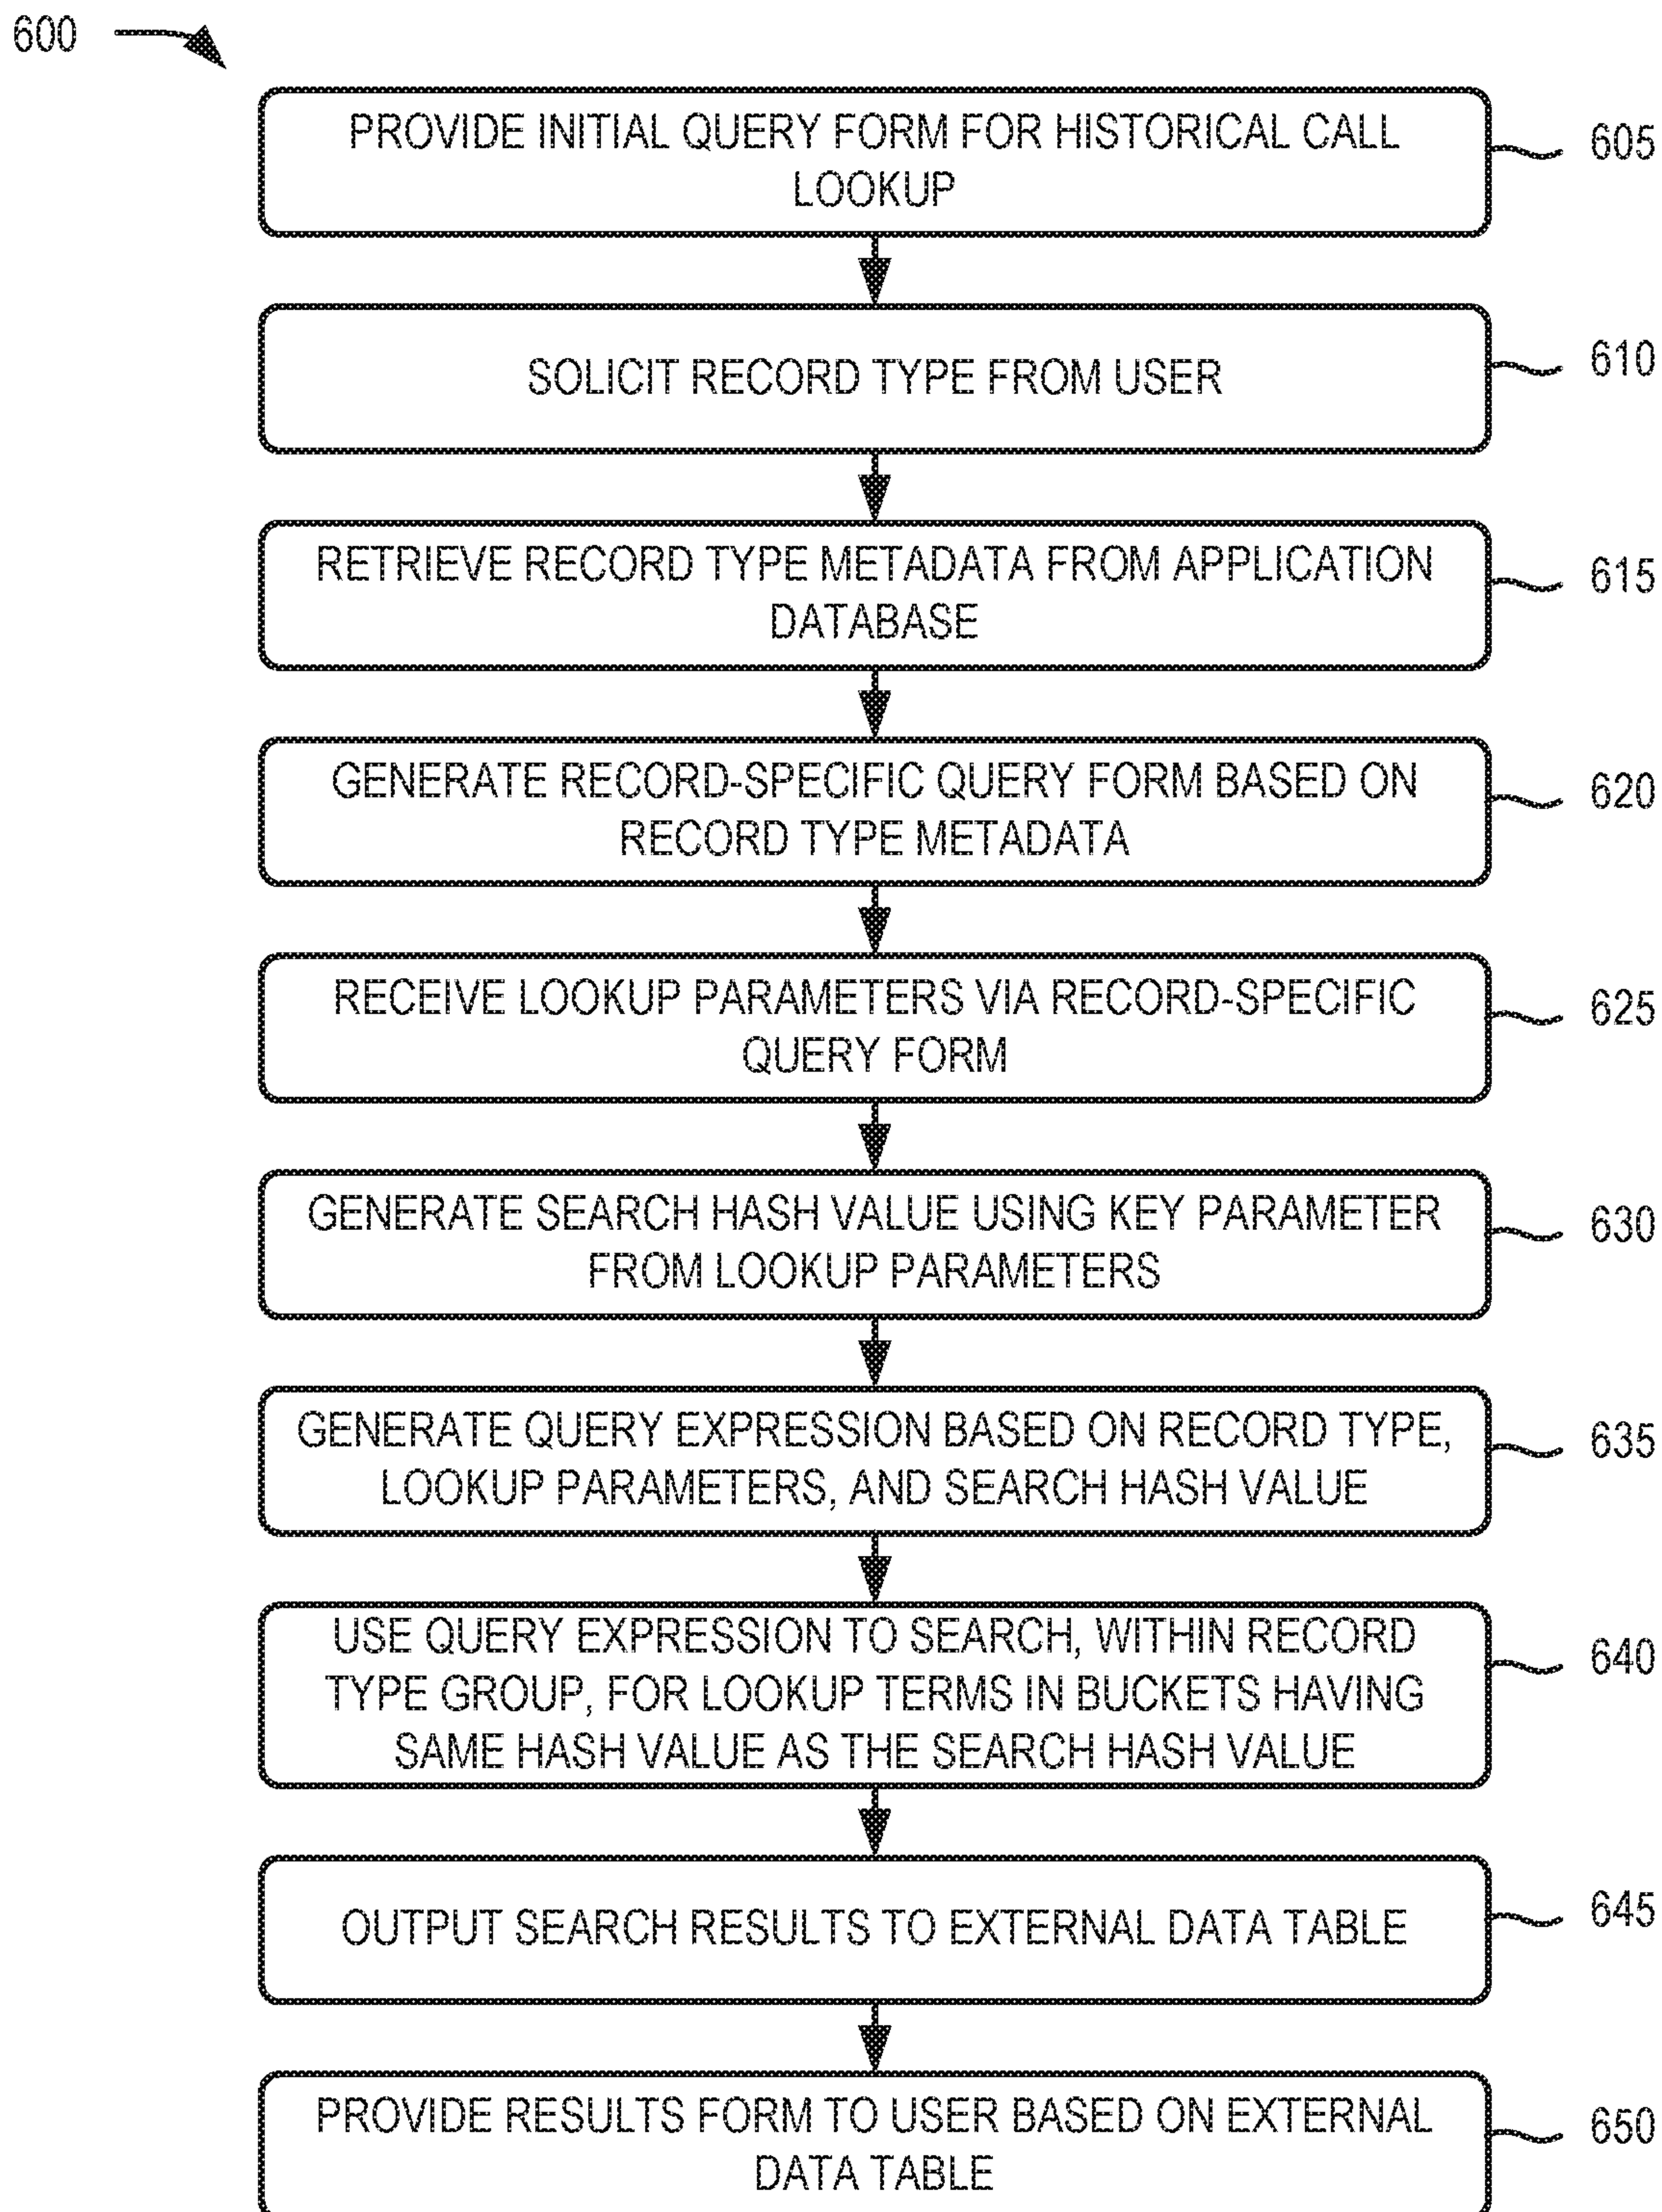 600
PROVIDE INITIAL QUERY FORM FOR HISTORICAL CALL
LOOKUP
605
SOLICIT RECORD TYPE FROM USER
610
RETRIEVE RECORD TYPE METADATA FROM APPLICATION
DATABASE
615
GENERATE RECORD-SPECIFIC QUERY FORM BASED ON
RECORD TYPE METADATA
620
RECEIVE LOOKUP PARAMETERS VIA RECORD-SPECIFIC
QUERY FORM
625
GENERATE SEARCH HASH VALUE USING KEY PARAMETER
FROM LOOKUP PARAMETERS
630
GENERATE QUERY EXPRESSION BASED ON RECORD TYPE,
LOOKUP PARAMETERS, AND SEARCH HASH VALUE
635
USE QUERY EXPRESSION TO SEARCH, WITHIN RECORD
TYPE GROUP, FOR LOOKUP TERMS IN BUCKETS HAVING
SAME HASH VALUE AS THE SEARCH HASH VALUE
640
OUTPUT SEARCH RESULTS TO EXTERNAL DATA TABLE
645
PROVIDE RESULTS FORM TO USER BASED ON EXTERNAL
DATA TABLE
650